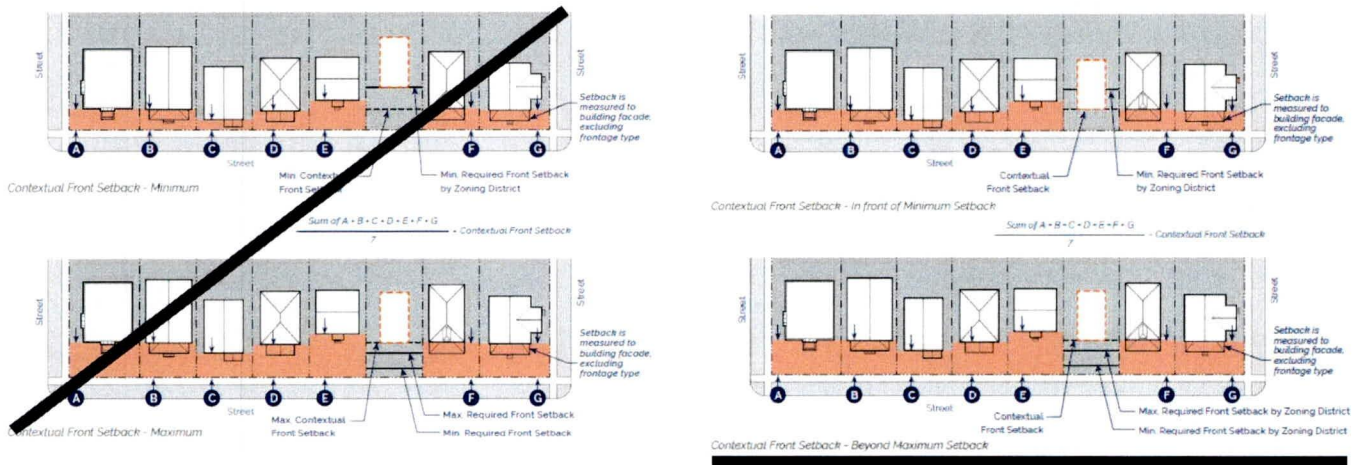 Street
Street
Setback is
measured to
building facade,
excluding
frontage type
A
B
C
D
E
F
G
Street
Min. Contextual
Front Setback
Min. Required Front Setback
by Zoning District
Contextual Front Setback - Minimum
Sum of A + B + C + D + E + F + G
7
= Contextual Front Setback
Street
Street
Setback is
measured to
building facade,
excluding
frontage type
A
B
C
D
E
F
G
Street
Max. Contextual
Front Setback
Max. Required Front Setback
Min. Required Front Setback
Contextual Front Setback - Maximum
Street
Street
Setback is
measured to
building facade,
excluding
frontage type
A
B
C
D
E
F
G
Street
Contextual
Front Setback
Min. Required Front Setback
by Zoning District
Contextual Front Setback - In front of Minimum Setback
Sum of A + B + C + D + E + F + G
7
= Contextual Front Setback
Street
Street
Setback is
measured to
building facade,
excluding
frontage type
A
B
C
D
E
F
G
Street
Contextual
Front Setback
Max. Required Front Setback by Zoning District
Min. Required Front Setback by Zoning District
Contextual Front Setback - Beyond Maximum Setback